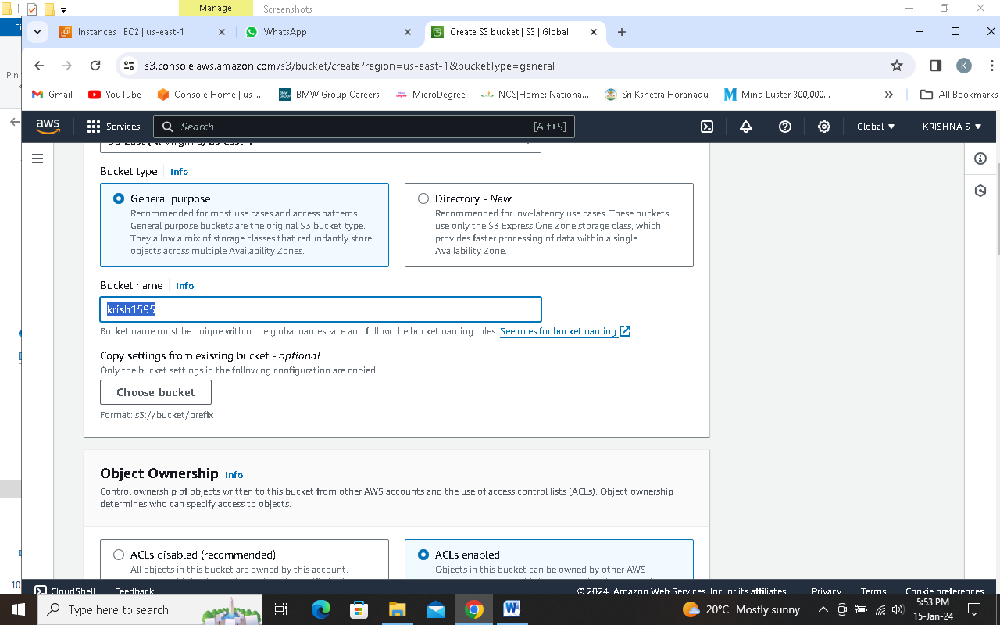 Manage
Screenshots
Fi
Instances | EC2 | us-east-1
WhatsApp
Create S3 bucket | S3 | Global
s3.console.aws.amazon.com/s3/bucket/create?region=us-east-1&bucketType=general
K
Pin
Gmail
YouTube
Console Home | us-...
BMW Group Careers
MicroDegree
NCS|Home: Nationa...
Sri Kshetra Horanadu
Mind Luster 300,000...
All Bookmarks
aws
Services
Search
[Alt+S]
Global
KRISHNA S
Bucket type
Info
General purpose
Recommended for most use cases and access patterns.
General purpose buckets are the original S3 bucket type.
They allow a mix of storage classes that redundantly store
objects across multiple Availability Zones.
Directory - New
Recommended for low-latency use cases. These buckets
use only the S3 Express One Zone storage class, which
provides faster processing of data within a single
Availability Zone.
Bucket name
Info
krish1595
Bucket name must be unique within the global namespace and follow the bucket naming rules. See rules for bucket naming
Copy settings from existing bucket - optional
Only the bucket settings in the following configuration are copied.
Choose bucket
Format: s3://bucket/prefix
Object Ownership
Info
Control ownership of objects written to this bucket from other AWS accounts and the use of access control lists (ACLs). Object ownership
determines who can specify access to objects.
ACLs disabled (recommended)
All objects in this bucket are owned by this account.
ACLs enabled
Objects in this bucket can be owned by other AWS
10
CloudShell
Feedback
© 2024, Amazon Web Services, Inc. or its affiliates.
Privacy
Terms
Cookie preferences
Type here to search
20°C Mostly sunny
5:53 PM
15-Jan-24